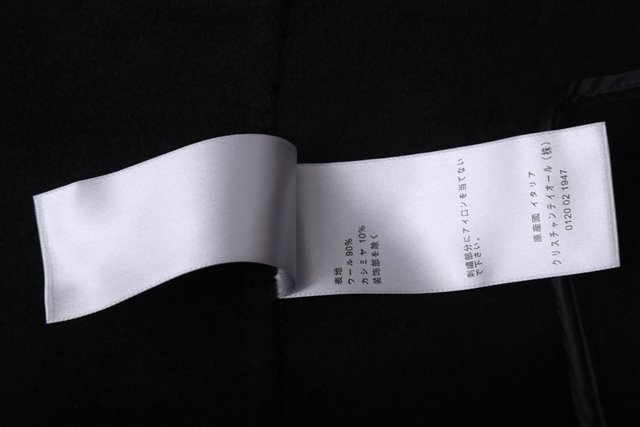 表地
ウール 90%
カシミヤ 10%
装飾部を除く
刺繍部分にアイロンを当てない
で下さい。
原産國 イタリア
クリスチャンデイオール (株)
0120 02 1947